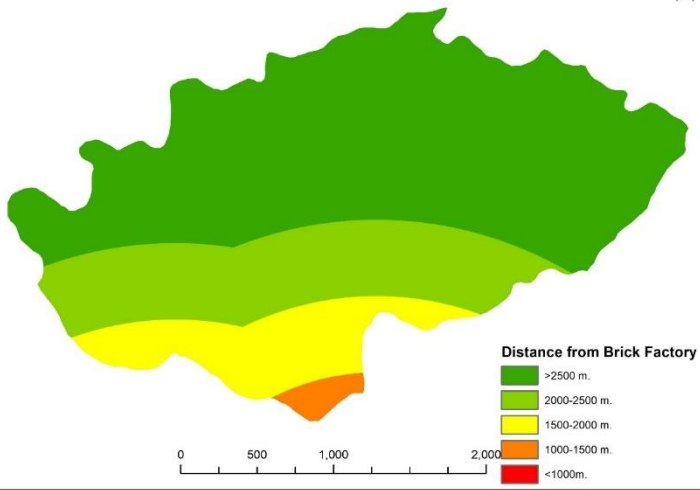 Distance from Brick Factory
>2500 m.
2000-2500 m.
1500-2000 m.
1000-1500 m.
<1000m.
0 500 1,000 2,000